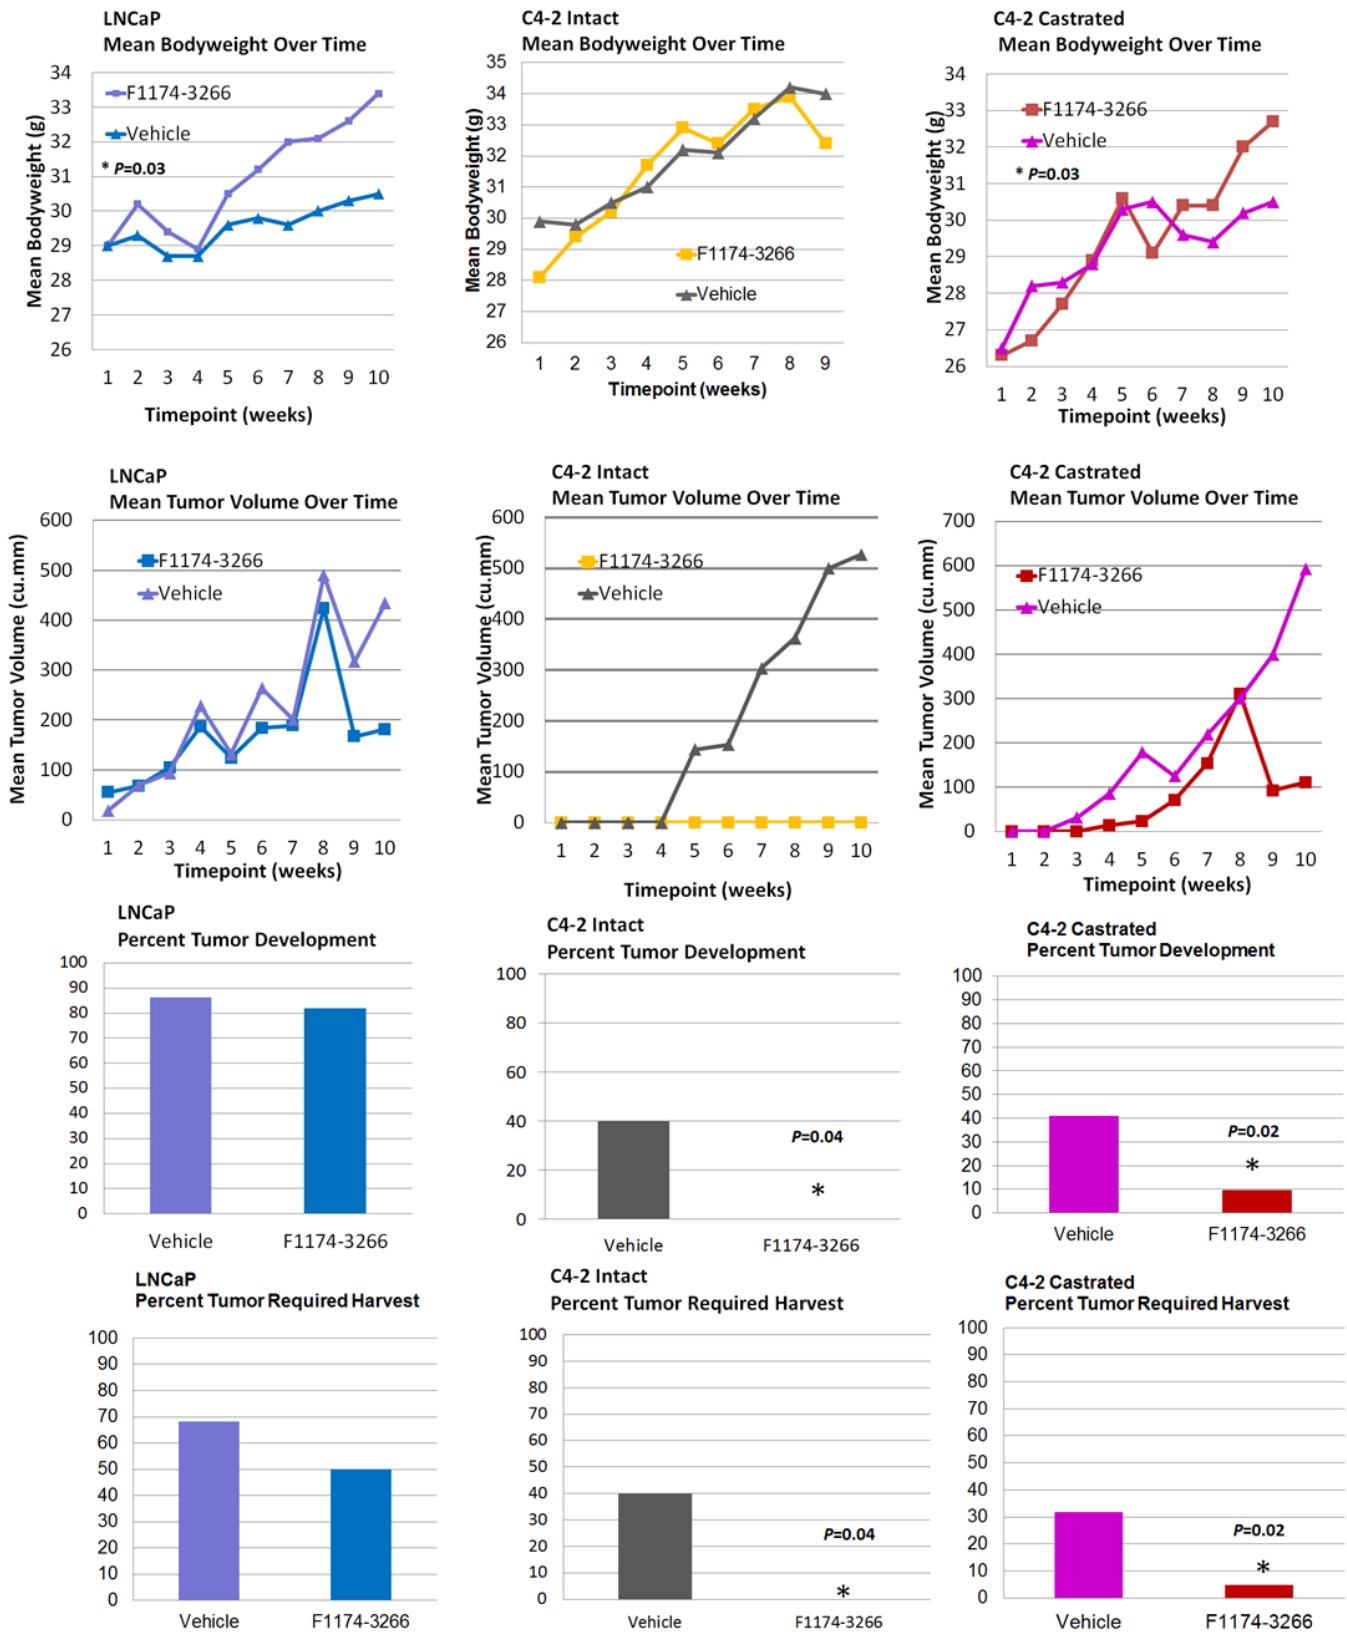 LNCaP
Mean Bodyweight Over Time
Mean Bodyweight (g)
34
33
32
31
30
29
28
27
26
F1174-3266
Vehicle
* P=0.03
1 2 3 4 5 6 7 8 9 10
Timepoint (weeks)
C4-2 Intact
Mean Bodyweight Over Time
Mean Bodyweight (g)
35
34
33
32
31
30
29
28
27
26
F1174-3266
Vehicle
1 2 3 4 5 6 7 8 9
Timepoint (weeks)
C4-2 Castrated
Mean Bodyweight Over Time
Mean Bodyweight (g)
34
33
32
31
30
29
28
27
26
F1174-3266
Vehicle
* P=0.03
1 2 3 4 5 6 7 8 9 10
Timepoint (weeks)
LNCaP
Mean Tumor Volume Over Time
Mean Tumor Volume (cu.mm)
600
500
400
300
200
100
0
F1174-3266
Vehicle
1 2 3 4 5 6 7 8 9 10
Timepoint (weeks)
C4-2 Intact
Mean Tumor Volume Over Time
Mean Tumor Volume (cu.mm)
600
500
400
300
200
100
0
F1174-3266
Vehicle
1 2 3 4 5 6 7 8 9 10
Timepoint (weeks)
C4-2 Castrated
Mean Tumor Volume Over Time
Mean Tumor Volume (cu.mm)
700
600
500
400
300
200
100
0
F1174-3266
Vehicle
1 2 3 4 5 6 7 8 9 10
Timepoint (weeks)
LNCaP
Percent Tumor Development
100
90
80
70
60
50
40
30
20
10
0
Vehicle F1174-3266
C4-2 Intact
Percent Tumor Development
100
80
60
40
20
0
P=0.04
*
Vehicle F1174-3266
C4-2 Castrated
Percent Tumor Development
100
90
80
70
60
50
40
30
20
10
0
P=0.02
*
Vehicle F1174-3266
LNCaP
Percent Tumor Required Harvest
100
90
80
70
60
50
40
30
20
10
0
Vehicle F1174-3266
C4-2 Intact
Percent Tumor Required Harvest
100
90
80
70
60
50
40
30
20
10
0
P=0.04
*
Vehicle F1174-3266
C4-2 Castrated
Percent Tumor Required Harvest
100
90
80
70
60
50
40
30
20
10
0
P=0.02
*
Vehicle F1174-3266